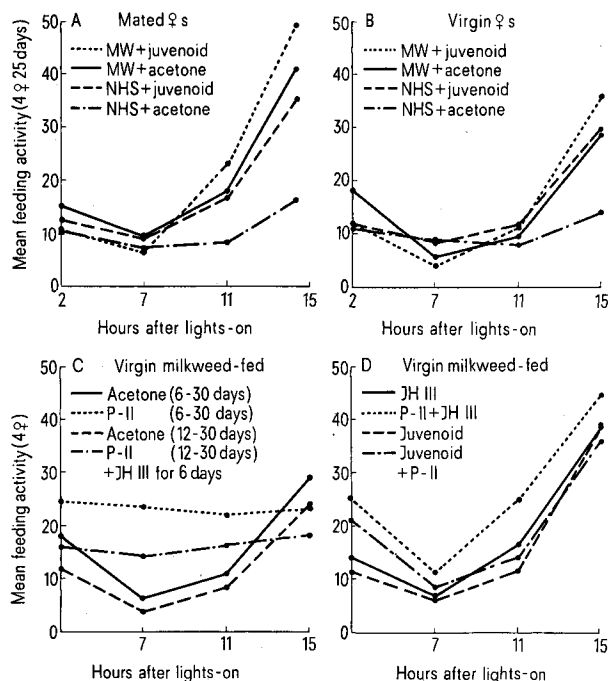 A Mated ♀s
MW+juvenoid
MW+acetone
NHS+juvenoid
NHS+acetone
50
40
30
20
10
0
2 7 11 15
Hours after lights-on
Mean feeding activity (4♀ 25 days)
B Virgin ♀s
MW+juvenoid
MW+acetone
NHS+juvenoid
NHS+acetone
50
40
30
20
10
0
2 7 11 15
Hours after lights-on
C Virgin milkweed-fed
Acetone (6-30 days)
P-II (6-30 days)
Acetone (12-30 days)
P-II (12-30 days)
+JH III for 6 days
50
40
30
20
10
0
7 11 15
Hours after lights-on
Mean feeding activity (4♀)
D Virgin milkweed-fed
JH III
P-II+JH III
Juvenoid
Juvenoid
+P-II
50
40
30
20
10
0
7 11 15
Hours after lights-on